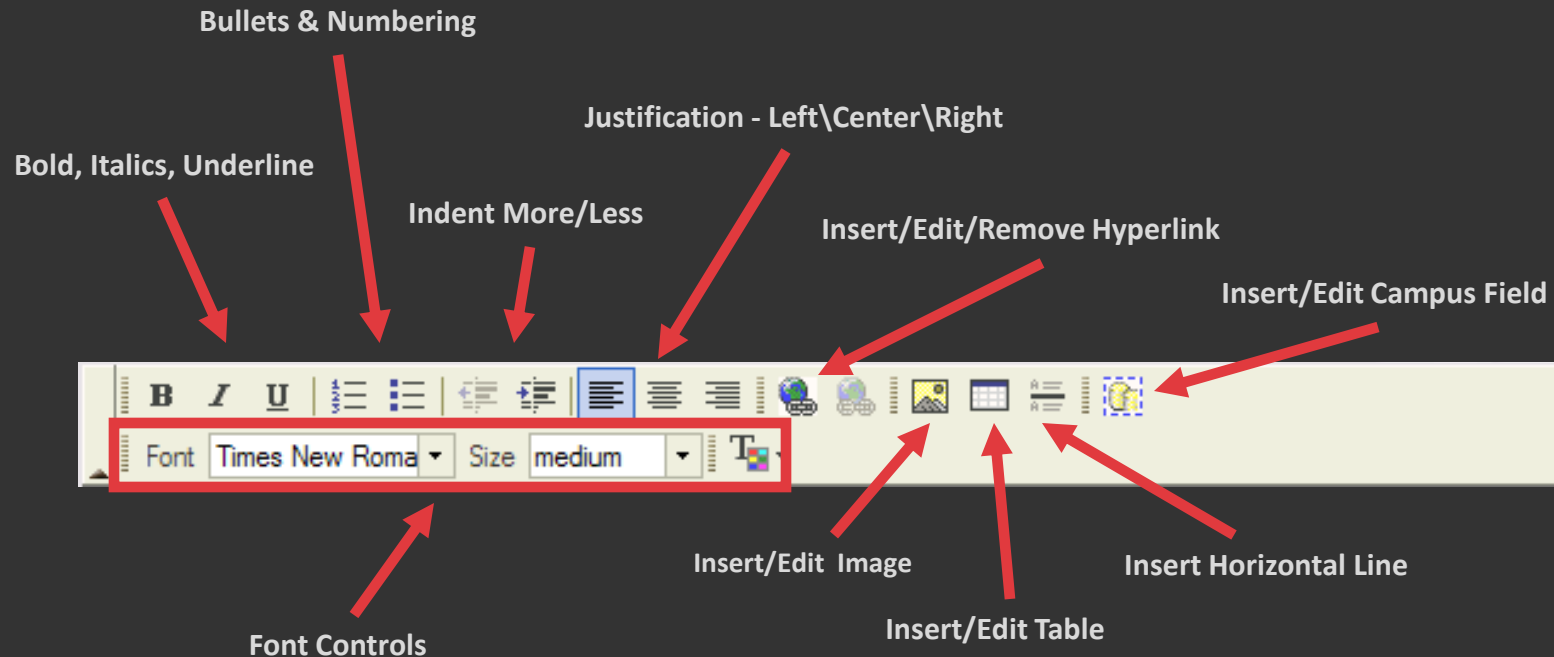 Bullets & Numbering
Justification - Left\Center\Right
Bold, Italics, Underline
Indent More/Less
Insert/Edit/Remove Hyperlink
Insert/Edit Campus Field
B I U
Font Times New Roma Size medium T
Insert/Edit Image
Insert Horizontal Line
Insert/Edit Table
Font Controls